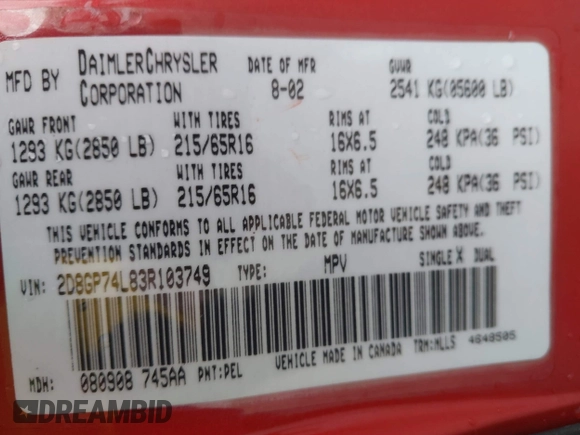 MFD BY DAIMLERCHRYSLER CORPORATION DATE OF MFR 8-02 GVWR 2541 KG(05600 LB)
GAWR FRONT WITH TIRES RIMS AT COLD
1293 KG(2850 LB) 215/65R16 16X6.5 248 KPA(36 PSI)
GAWR REAR WITH TIRES RIMS AT COLD
1293 KG(2850 LB) 215/65R16 16X6.5 248 KPA(36 PSI)
THIS VEHICLE CONFORMS TO ALL APPLICABLE FEDERAL MOTOR VEHICLE SAFETY AND THEFT
PREVENTION STANDARDS IN EFFECT ON THE DATE OF MANUFACTURE SHOWN ABOVE.
VIN: 2D8GP74L83R103749 TYPE: MPV SINGLE X DUAL
MDH: 080908 745AA PNT:PEL VEHICLE MADE IN CANADA TRM:MLLS 4648505
DREAMBID